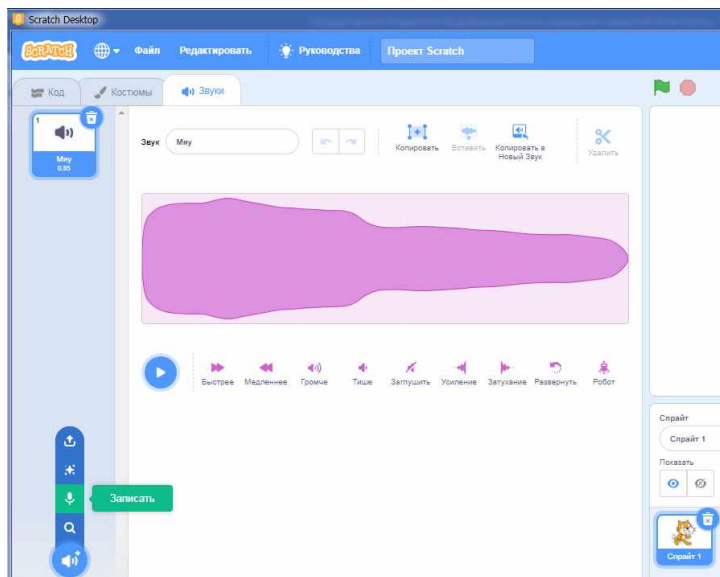 Scratch Desktop
SCRATCH Файл Редактировать Руководства Проект Scratch
Код Костюмы Звуки
1
Мяу
0.85
Звук Мяу
Копировать Вставить Копировать в Новый Звук Удалить
Быстрее Медленнее Громче Тише Заглушить Усиление Затухание Развернуть Робот
Записать
Спрайт
Спрайт 1
Показать
Спрайт 1